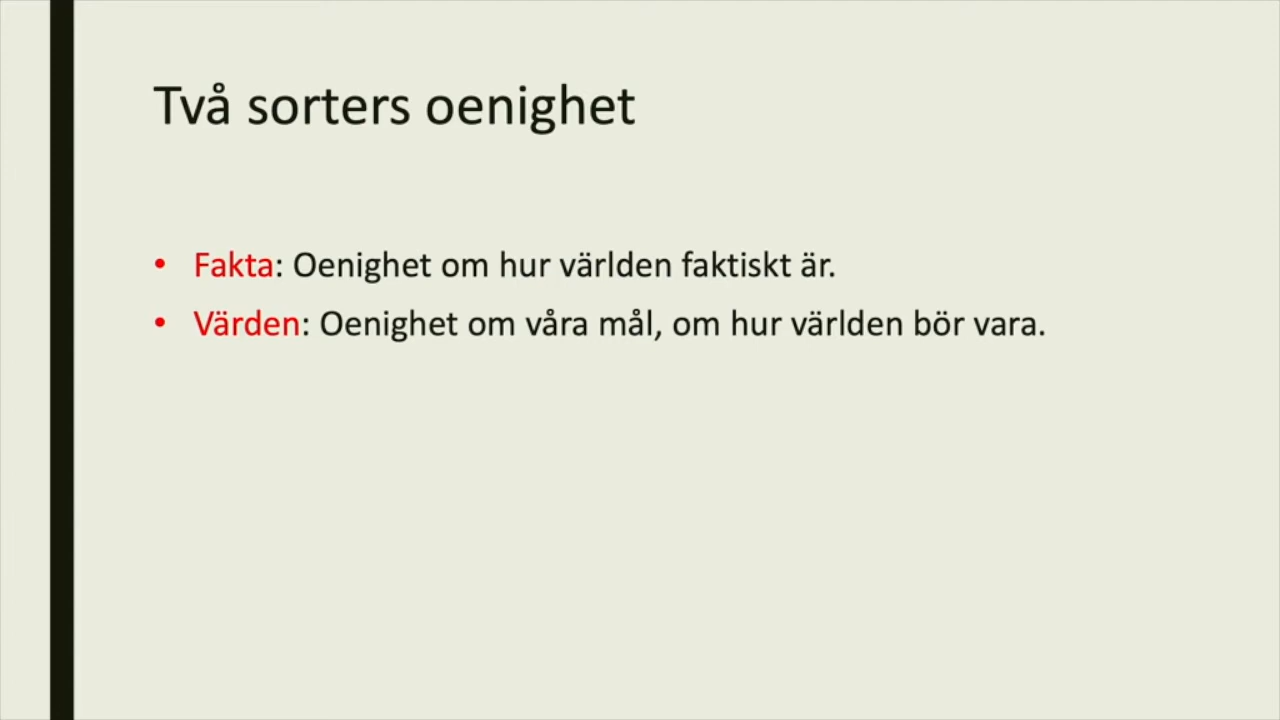 Två sorters oenighet
• Fakta: Oenighet om hur världen faktiskt är.
• Värden: Oenighet om våra mål, om hur världen bör vara.